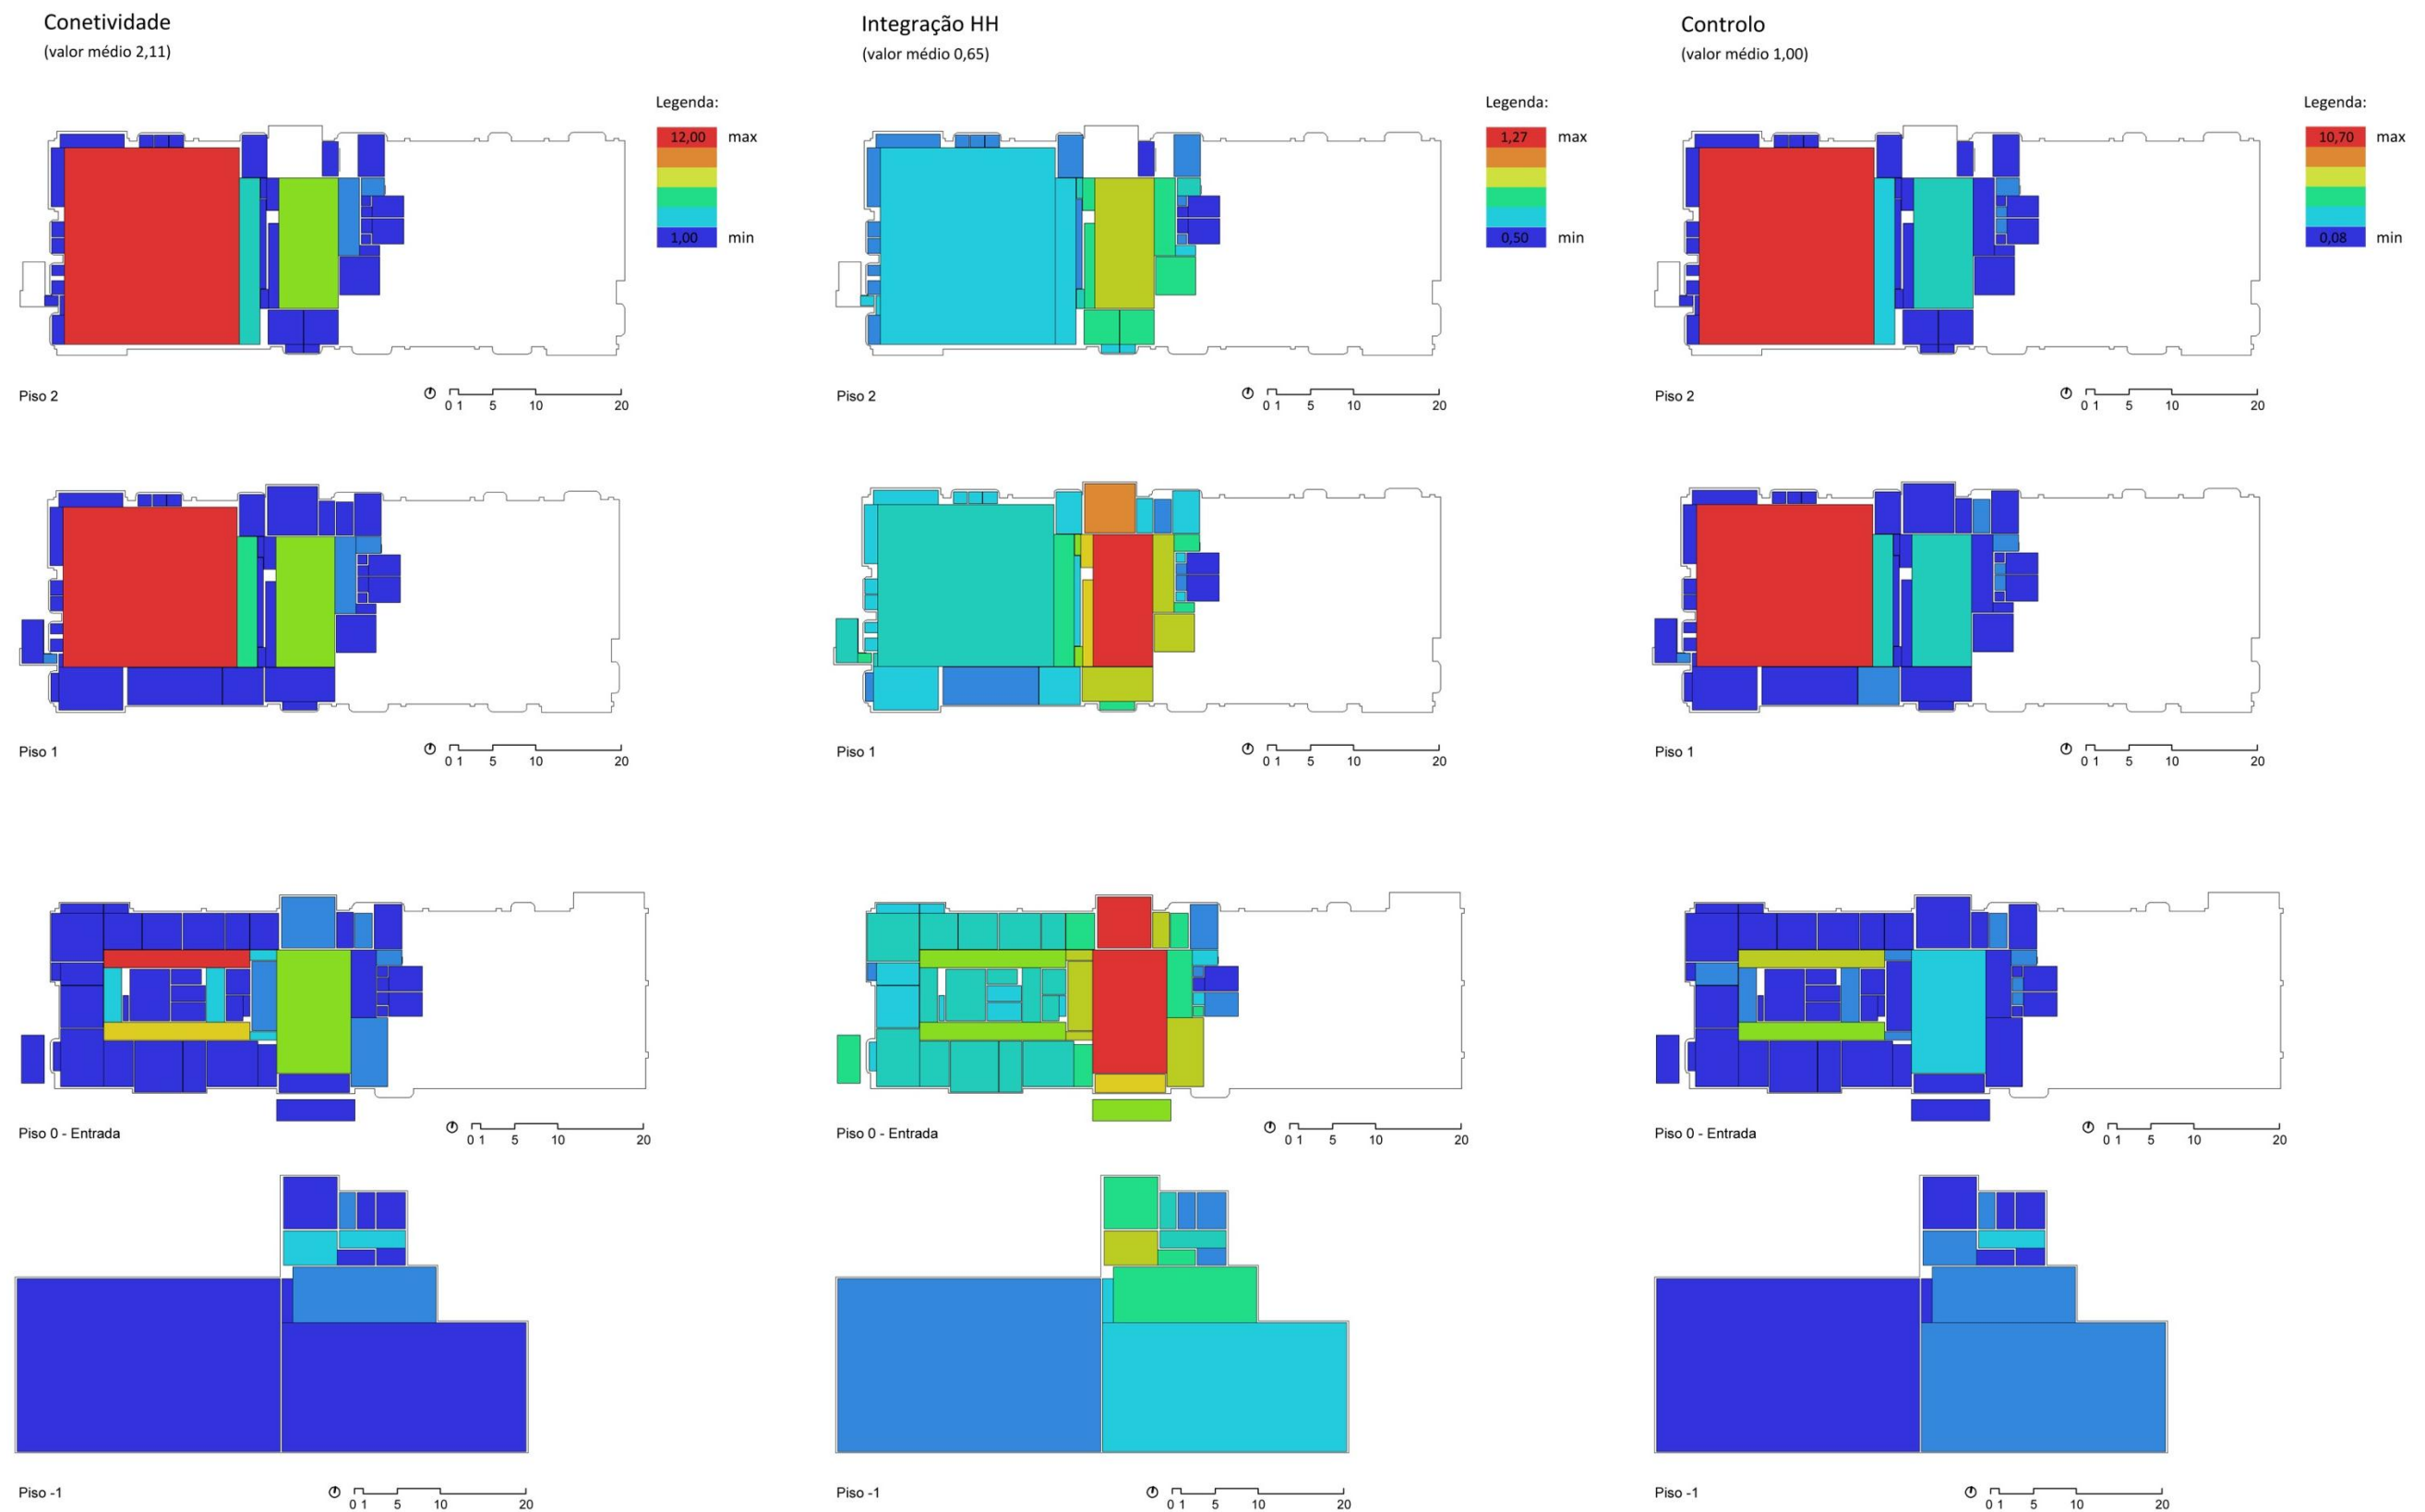 Conetividade
(valor médio 2,11)
Integração HH
(valor médio 0,65)
Controlo
(valor médio 1,00)
Legenda:
12,00 max
1,00 min
Legenda:
1,27 max
0,50 min
Legenda:
10,70 max
0,08 min
Piso 2
0 1 5 10 20
Piso 2
0 1 5 10 20
Piso 2
0 1 5 10 20
Piso 1
0 1 5 10 20
Piso 1
0 1 5 10 20
Piso 1
0 1 5 10 20
Piso 0 - Entrada
0 1 5 10 20
Piso 0 - Entrada
0 1 5 10 20
Piso 0 - Entrada
0 1 5 10 20
Piso -1
0 1 5 10 20
Piso -1
0 1 5 10 20
Piso -1
0 1 5 10 20